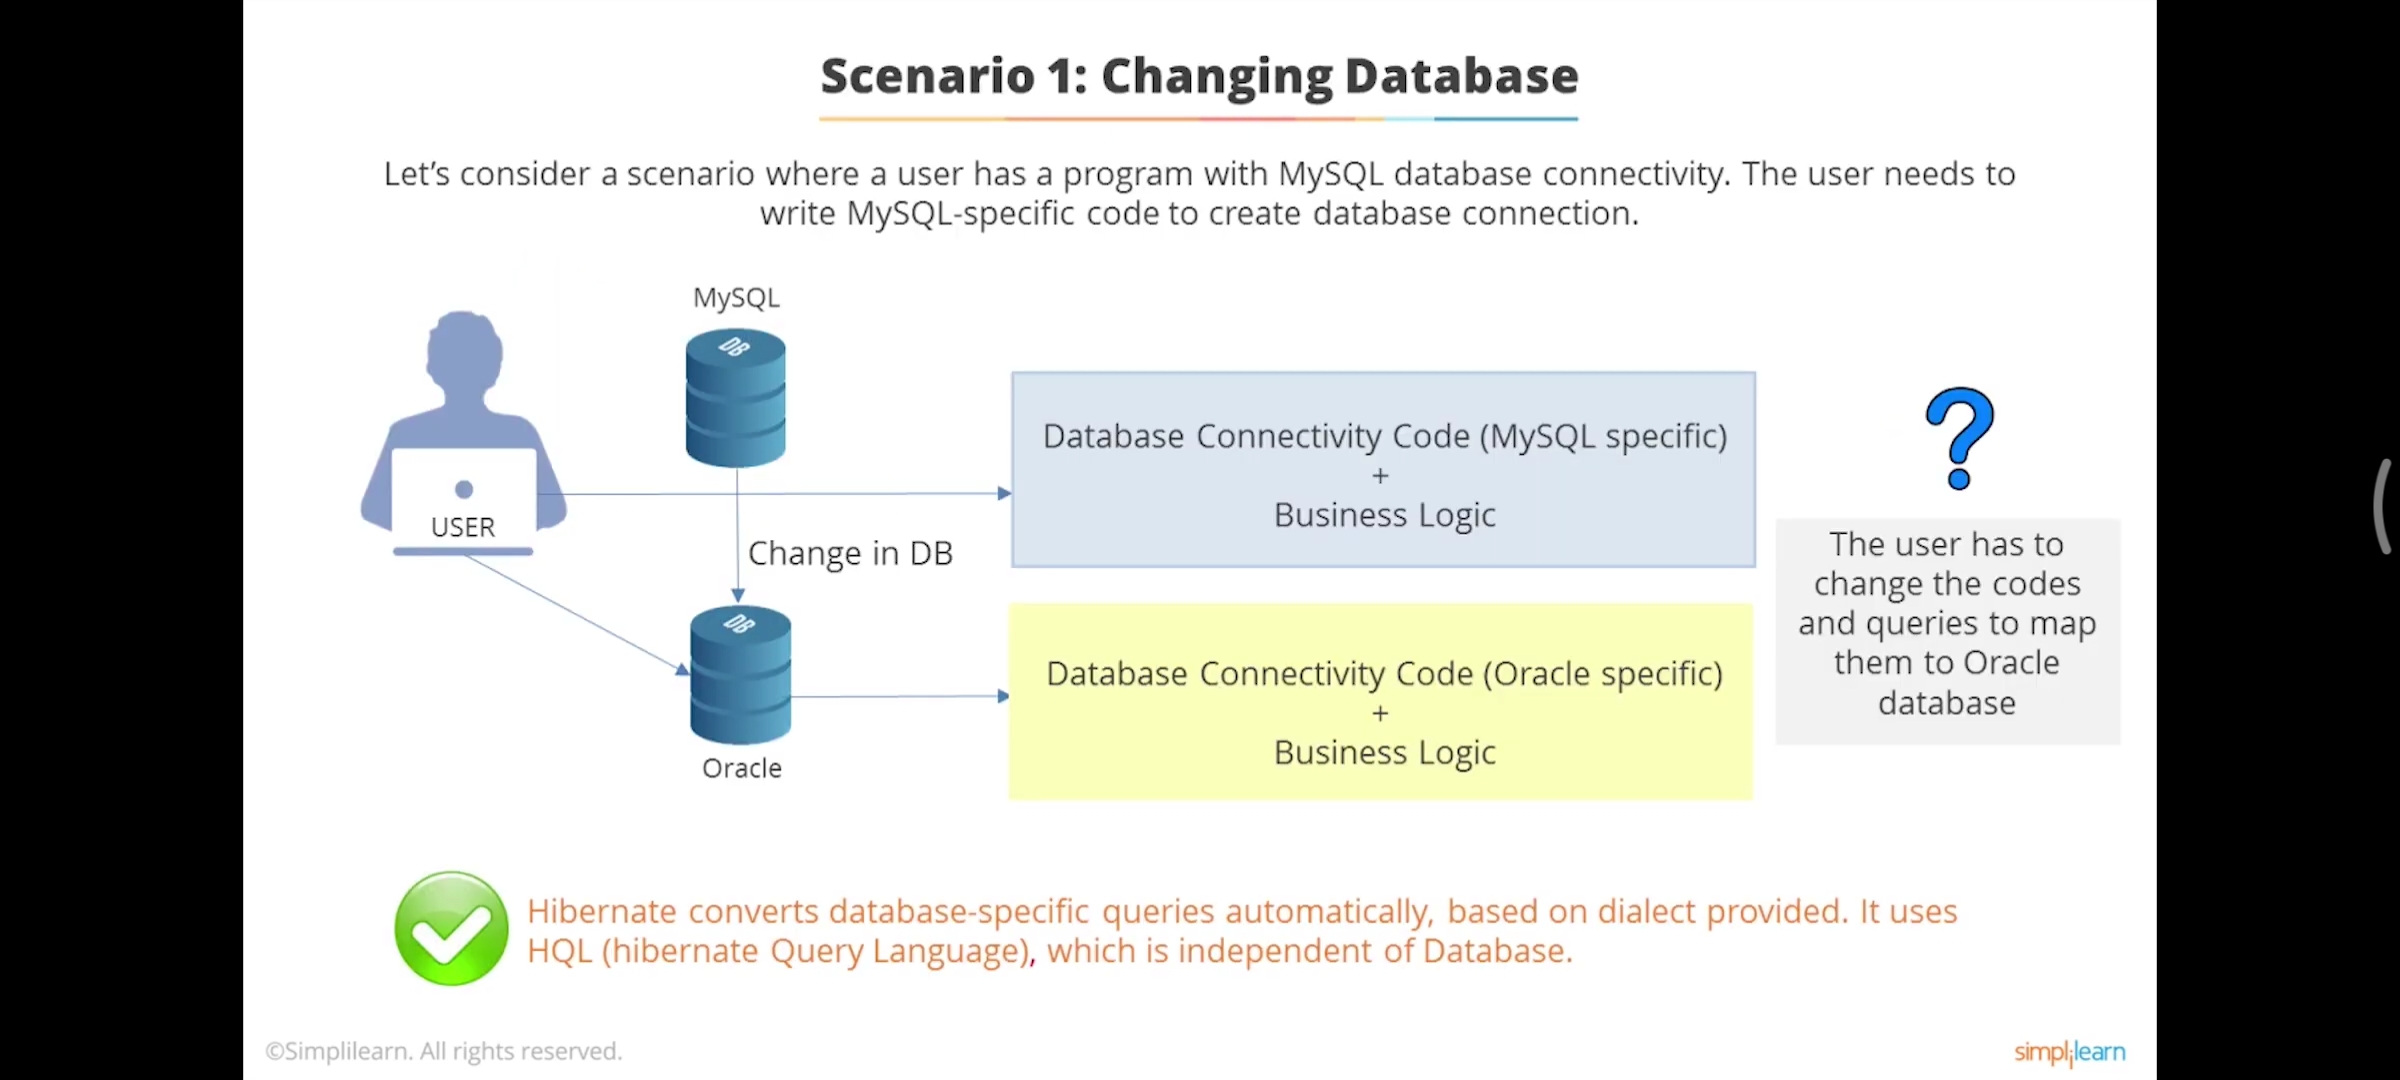 Scenario 1: Changing Database
Let's consider a scenario where a user has a program with MySQL database connectivity. The user needs to
write MySQL-specific code to create database connection.
MySQL
DB
USER
Change in DB
DB
Oracle
Database Connectivity Code (MySQL specific)
+
Business Logic
Database Connectivity Code (Oracle specific)
+
Business Logic
?
The user has to
change the codes
and queries to map
them to Oracle
database
Hibernate converts database-specific queries automatically, based on dialect provided. It uses
HQL (hibernate Query Language), which is independent of Database.
©Simplilearn. All rights reserved.
simplilearn